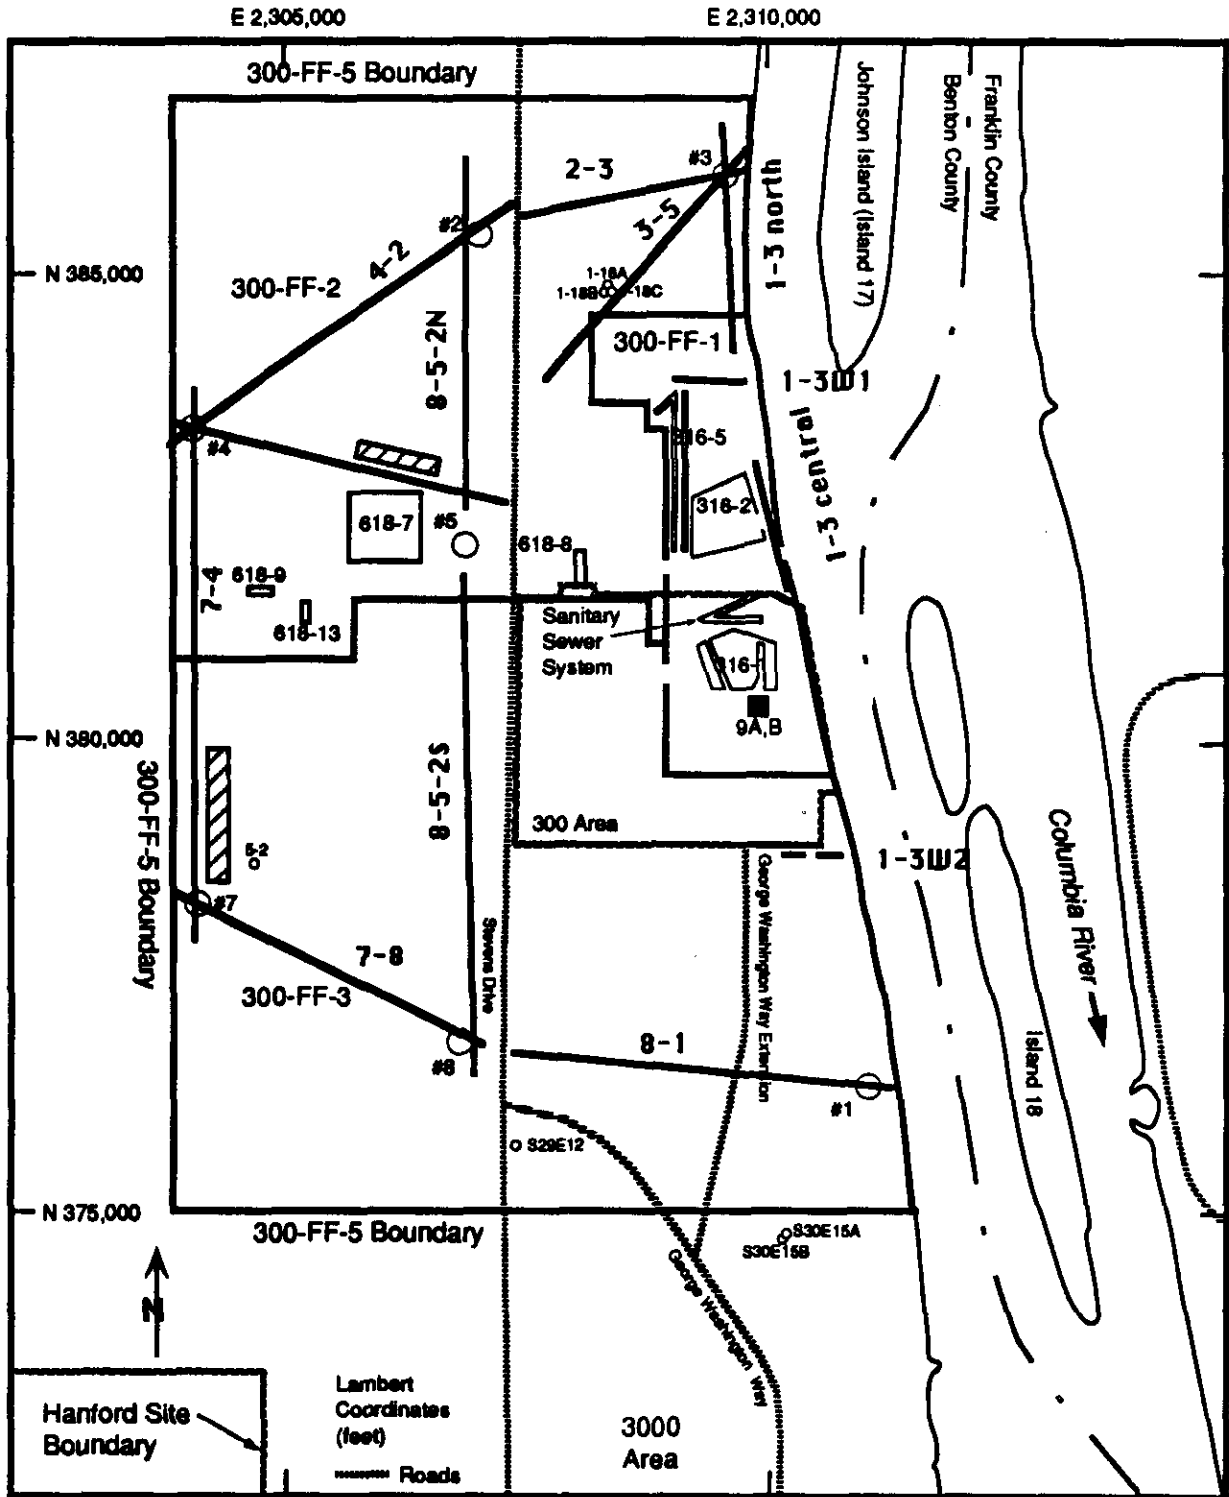 E 2,305,000
E 2,310,000
300-FF-5 Boundary
Johnson Island (Island 17)
Benton County
Franklin County
2-3
#3
1-3 north
3-5
#2
4-2
N 385,000
300-FF-2
1-18A
1-18B
-18C
8-5-2N
300-FF-1
1-3Ш1
1-3 central
#4
316-5
316-2
618-7
#5
618-8
7-4
618-9
618-13
Sanitary
Sewer
System
316-1
9A,B
N 380,000
300-FF-5 Boundary
8-5-2S
300 Area
5-2
1-3Ш2
George Washington Way Extension
Columbia River
#7
Stevens Drive
7-8
300-FF-3
8-1
#8
#1
Island 18
S29E12
N 375,000
300-FF-5 Boundary
S30E15A
S30E15B
George Washington Way
N
Hanford Site
Boundary
Lambert
Coordinates
(feet)
Roads
3000
Area